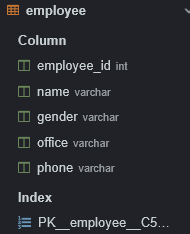 employee
Column
employee_id int
name varchar
gender varchar
office varchar
phone varchar
Index
PK__employee__C5...